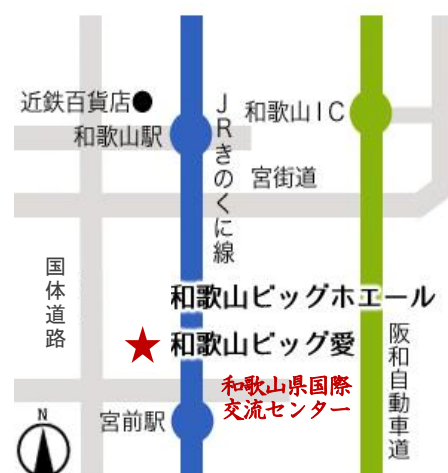 近鉄百貨店●
和歌山駅
JRきのくに線
和歌山IC
宮街道
国体道路
和歌山ビッグホエール
★和歌山ビッグ愛
阪和自動車道
和歌山県国際
交流センター
宮前駅
N